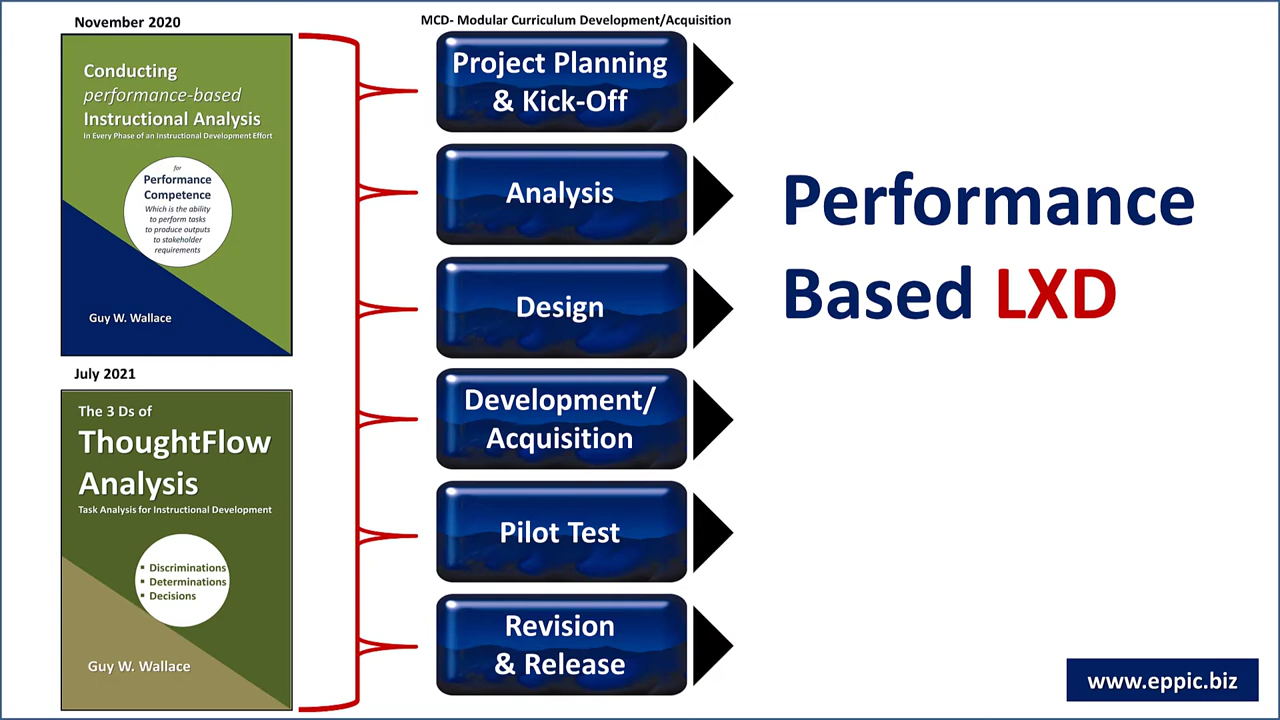 November 2020
Conducting
performance-based
Instructional Analysis
In Every Phase of an Instructional Development Effort
for
Performance
Competence
Which is the ability
to perform tasks
to produce outputs
to stakeholder
requirements
Guy W. Wallace
July 2021
The 3 Ds of
ThoughtFlow
Analysis
Task Analysis for Instructional Development
▪ Discriminations
▪ Determinations
▪ Decisions
Guy W. Wallace
MCD- Modular Curriculum Development/Acquisition
Project Planning
& Kick-Off
Analysis
Design
Development/
Acquisition
Pilot Test
Revision
& Release
Performance
Based LXD
www.eppic.biz